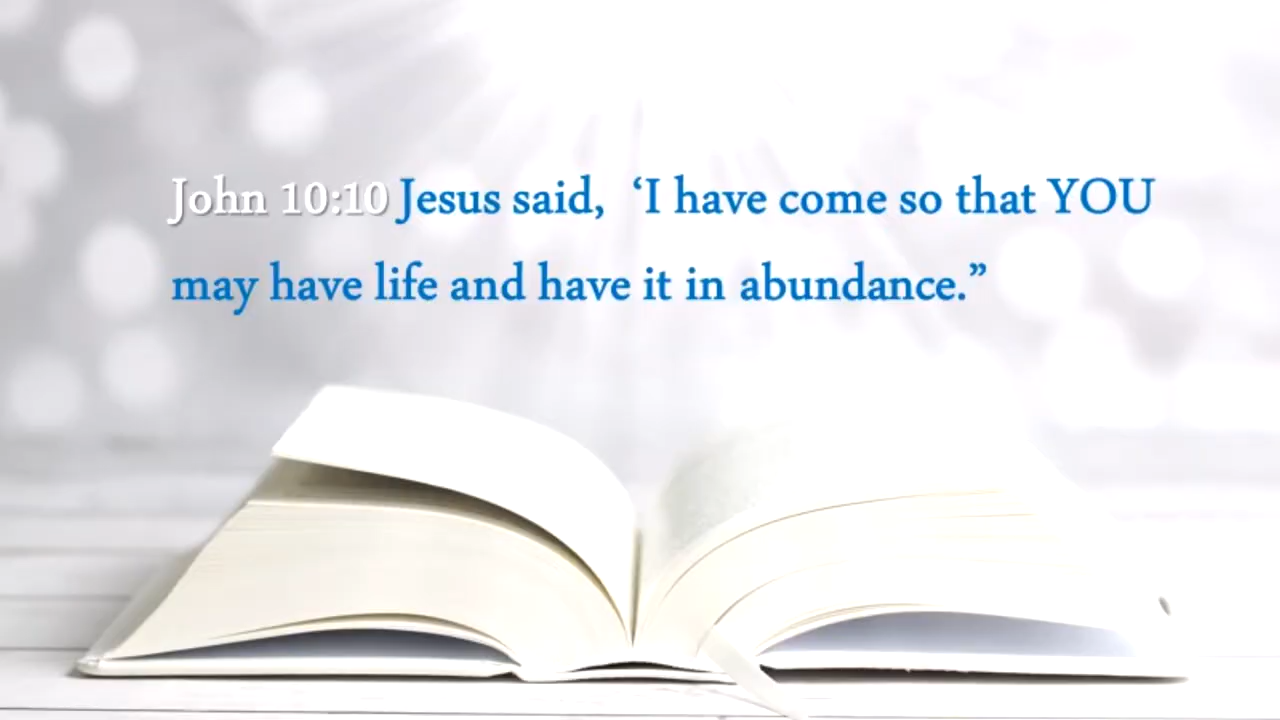 John 10:10 Jesus said, ‘I have come so that YOU
may have life and have it in abundance.”